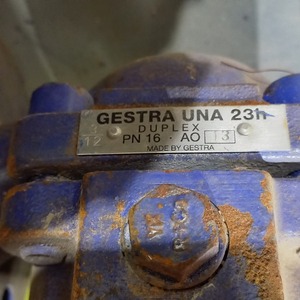 GESTRA UNA 23h
DUPLEX
PN 16 - AO 13
MADE BY GESTRA